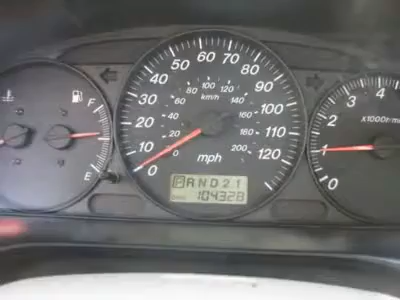 F
E
0 10 20 30 40 50 60 70 80 90 100 110 120
0 20 40 60 80 100 120 140 160 180 200
km/h
mph
P R N D 2 1
104328
0 1 2 3 4
x1000r/m